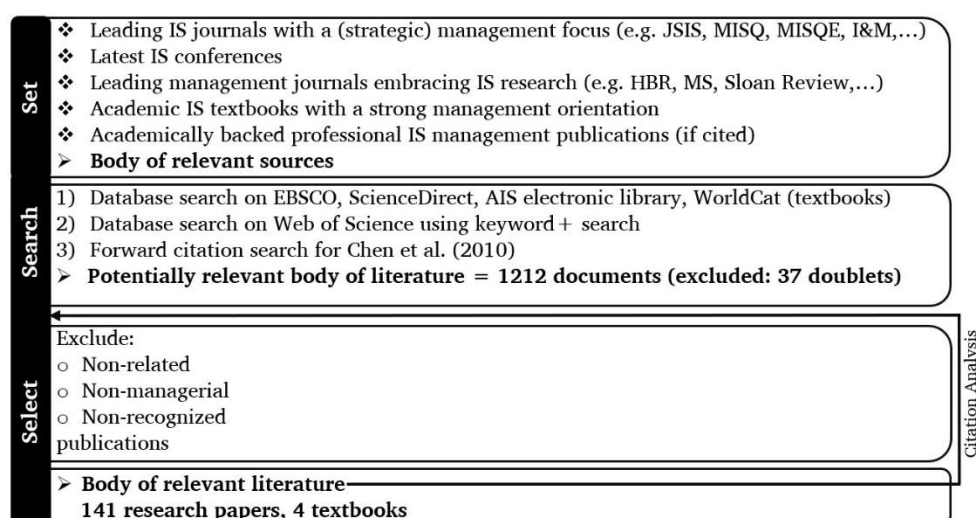 Set
❖ Leading IS journals with a (strategic) management focus (e.g. JSIS, MISQ, MISQE, I&M,…)
❖ Latest IS conferences
❖ Leading management journals embracing IS research (e.g. HBR, MS, Sloan Review,…)
❖ Academic IS textbooks with a strong management orientation
❖ Academically backed professional IS management publications (if cited)
➢ Body of relevant sources
Search
1) Database search on EBSCO, ScienceDirect, AIS electronic library, WorldCat (textbooks)
2) Database search on Web of Science using keyword+ search
3) Forward citation search for Chen et al. (2010)
➢ Potentially relevant body of literature = 1212 documents (excluded: 37 doublets)
Select
Exclude:
o Non-related
o Non-managerial
o Non-recognized
publications
Citation Analysis
➢ Body of relevant literature
141 research papers, 4 textbooks